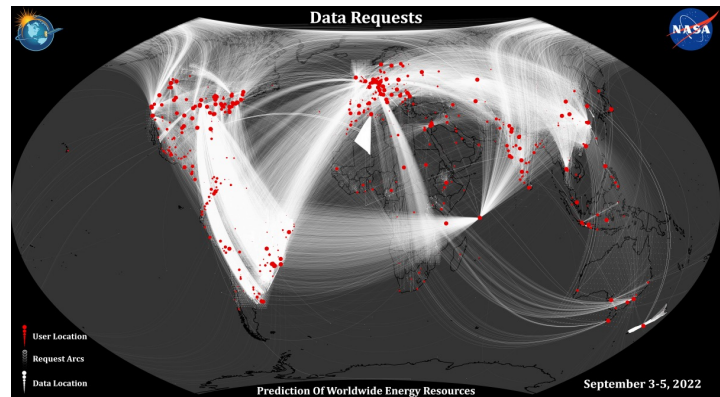 Data Requests
NASA
User Location
Request Arcs
Data Location
Prediction Of Worldwide Energy Resources
September 3-5, 2022